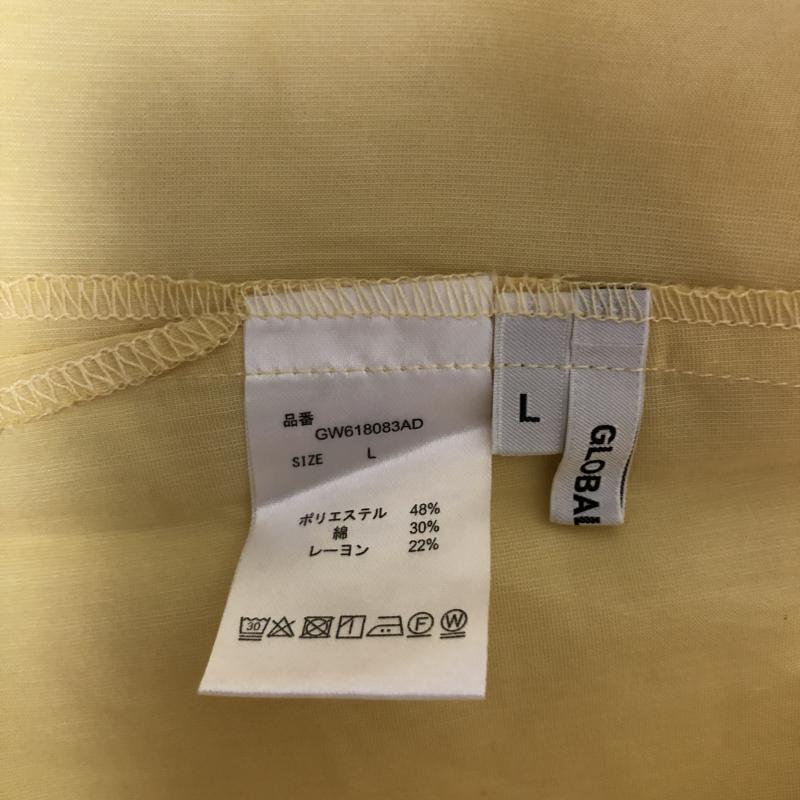 品番
GW618083AD
SIZE L
ポリエステル 48%
綿 30%
レーヨン 22%
30 F W
L
GLOBAL